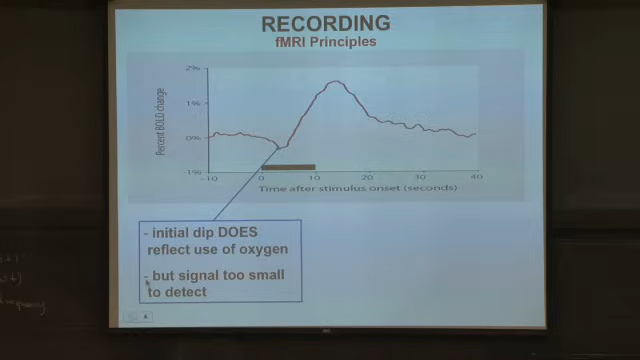 RECORDING
fMRI Principles
2%
1%
0%
1%
Percent BOLD change
-10
0
10
20
30
40
Time after stimulus onset (seconds)
- initial dip DOES
reflect use of oxygen
- but signal too small
to detect